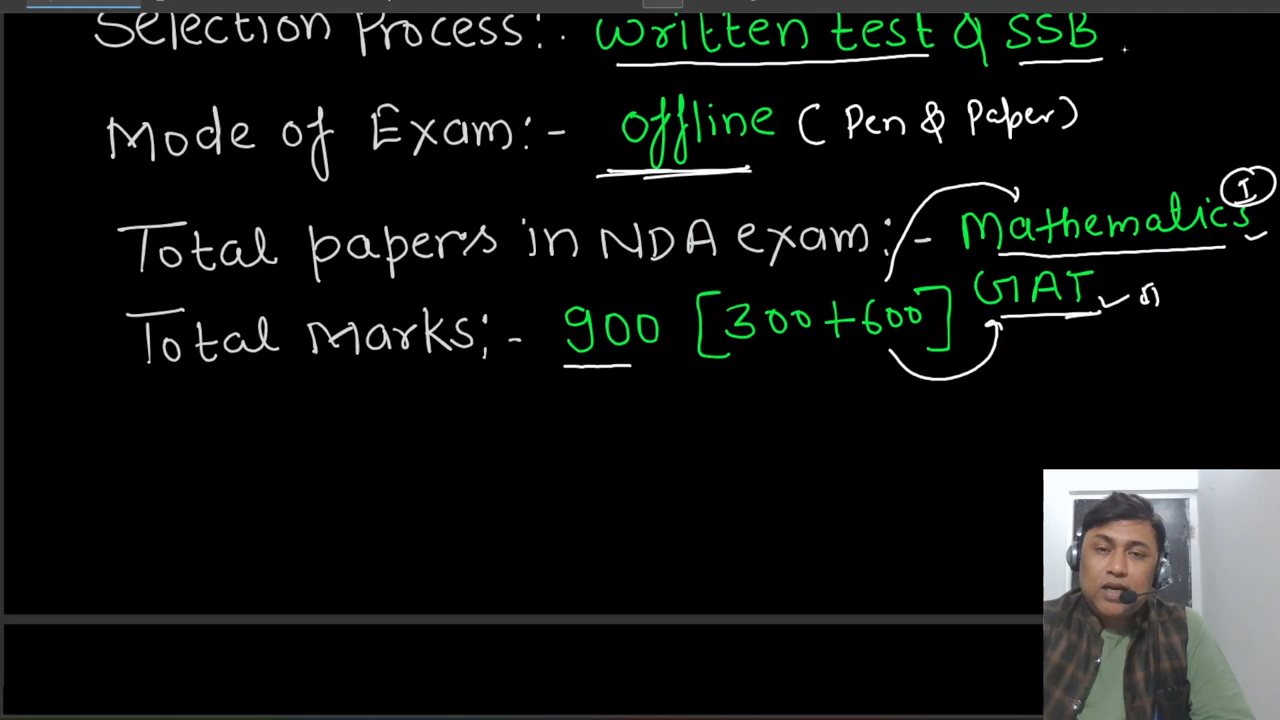 Selection Process:- written test & SSB
Mode of Exam:- offline (Pen & Paper)
Total papers in NDA exam:- Mathematics I
GAT
Total Marks:- 900 [300+600]